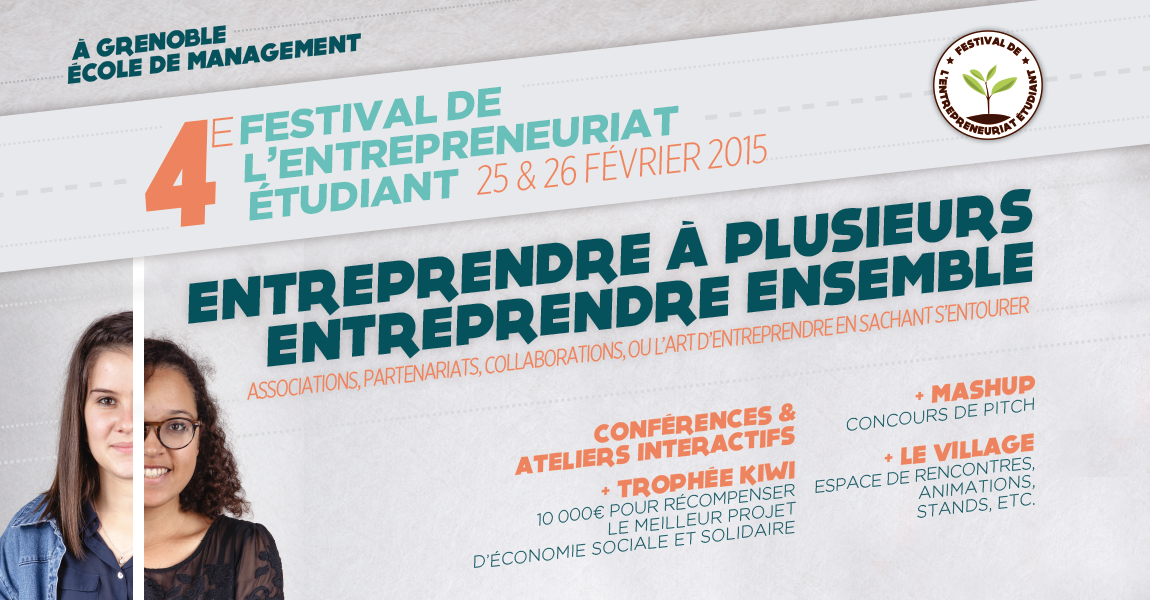 À GRENOBLE
ÉCOLE DE MANAGEMENT
4E FESTIVAL DE
L'ENTREPRENEURIAT
ÉTUDIANT 25 & 26 FÉVRIER 2015
★ FESTIVAL DE ★
L'ENTREPRENEURIAT ÉTUDIANT
ENTREPRENDRE À PLUSIEURS
ENTREPRENDRE ENSEMBLE
ASSOCIATIONS, PARTENARIATS, COLLABORATIONS, OU L'ART D'ENTREPRENDRE EN SACHANT S'ENTOURER
CONFÉRENCES &
ATELIERS INTERACTIFS
+ TROPHÉE KIWI
10 000€ POUR RÉCOMPENSER
LE MEILLEUR PROJET
D'ÉCONOMIE SOCIALE ET SOLIDAIRE
+ MASHUP
CONCOURS DE PITCH
+ LE VILLAGE
ESPACE DE RENCONTRES,
ANIMATIONS,
STANDS, ETC.